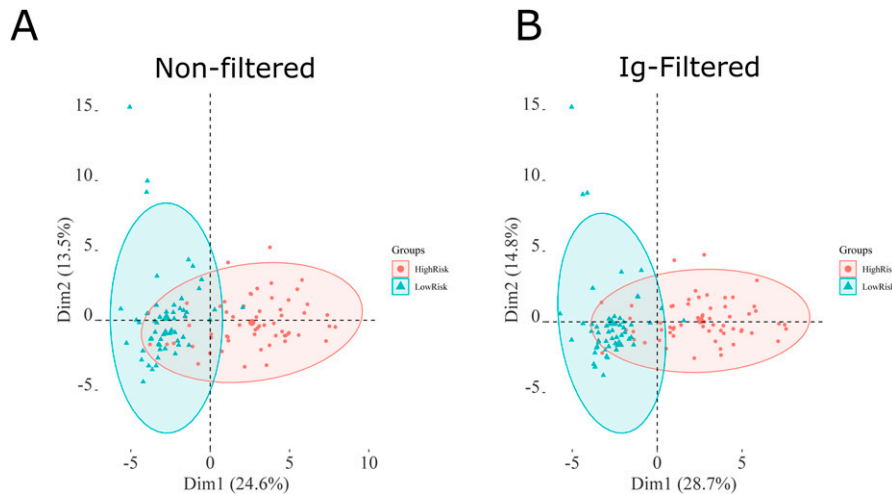 A
Non-filtered
15
10
5
0
-5
Dim2 (13.5%)
-5
0
5
10
Dim1 (24.6%)
Groups
HighRisk
LowRisk
B
Ig-Filtered
15
10
5
0
-5
Dim2 (14.8%)
-5
0
5
Dim1 (28.7%)
Groups
HighRis
LowRisk